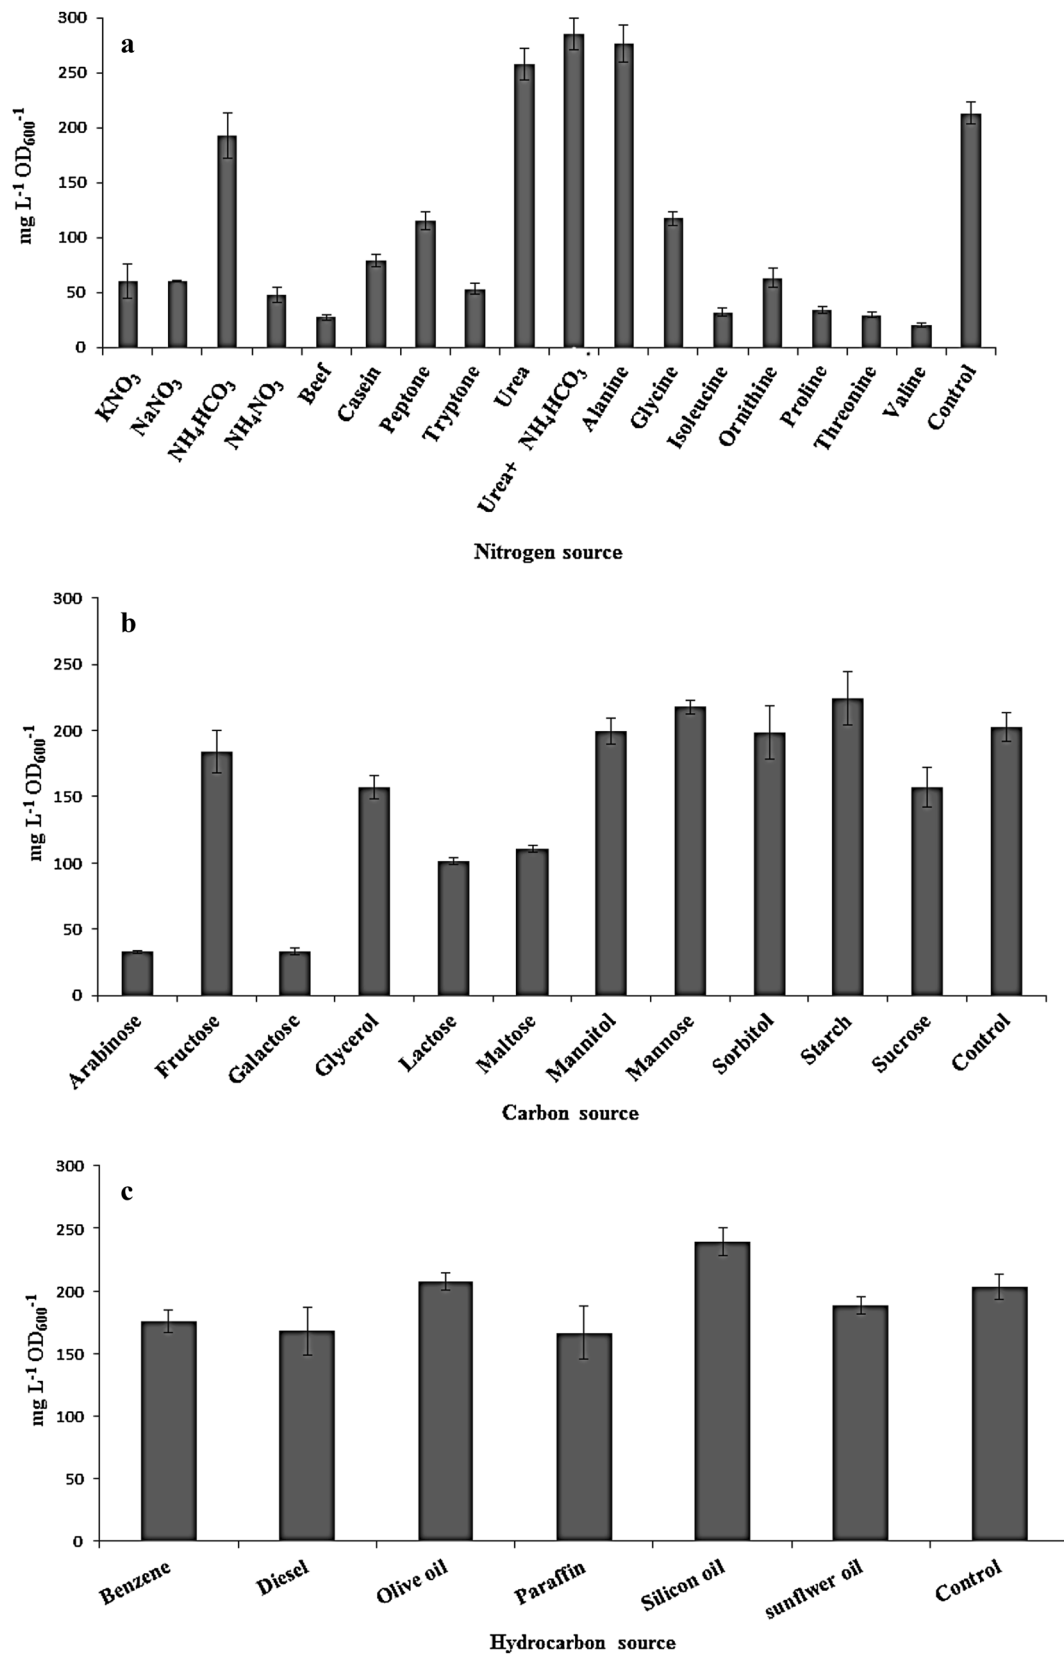 a
300
250
200
150
100
50
0
mg L⁻¹ OD₆₀₀⁻¹
KNO₃
NaNO₃
NH₄HCO₃
NH₄NO₃
Beef
Casein
Peptone
Tryptone
Urea
Urea+ NH₄HCO₃
Alanine
Glycine
Isoleucine
Ornithine
Proline
Threonine
Valine
Control
Nitrogen source
b
300
250
200
150
100
50
0
mg L⁻¹ OD₆₀₀⁻¹
Arabinose
Fructose
Galactose
Glycerol
Lactose
Maltose
Mannitol
Mannose
Sorbitol
Starch
Sucrose
Control
Carbon source
c
300
250
200
150
100
50
0
mg L⁻¹ OD₆₀₀⁻¹
Benzene
Diesel
Olive oil
Paraffin
Silicon oil
sunflwer oil
Control
Hydrocarbon source